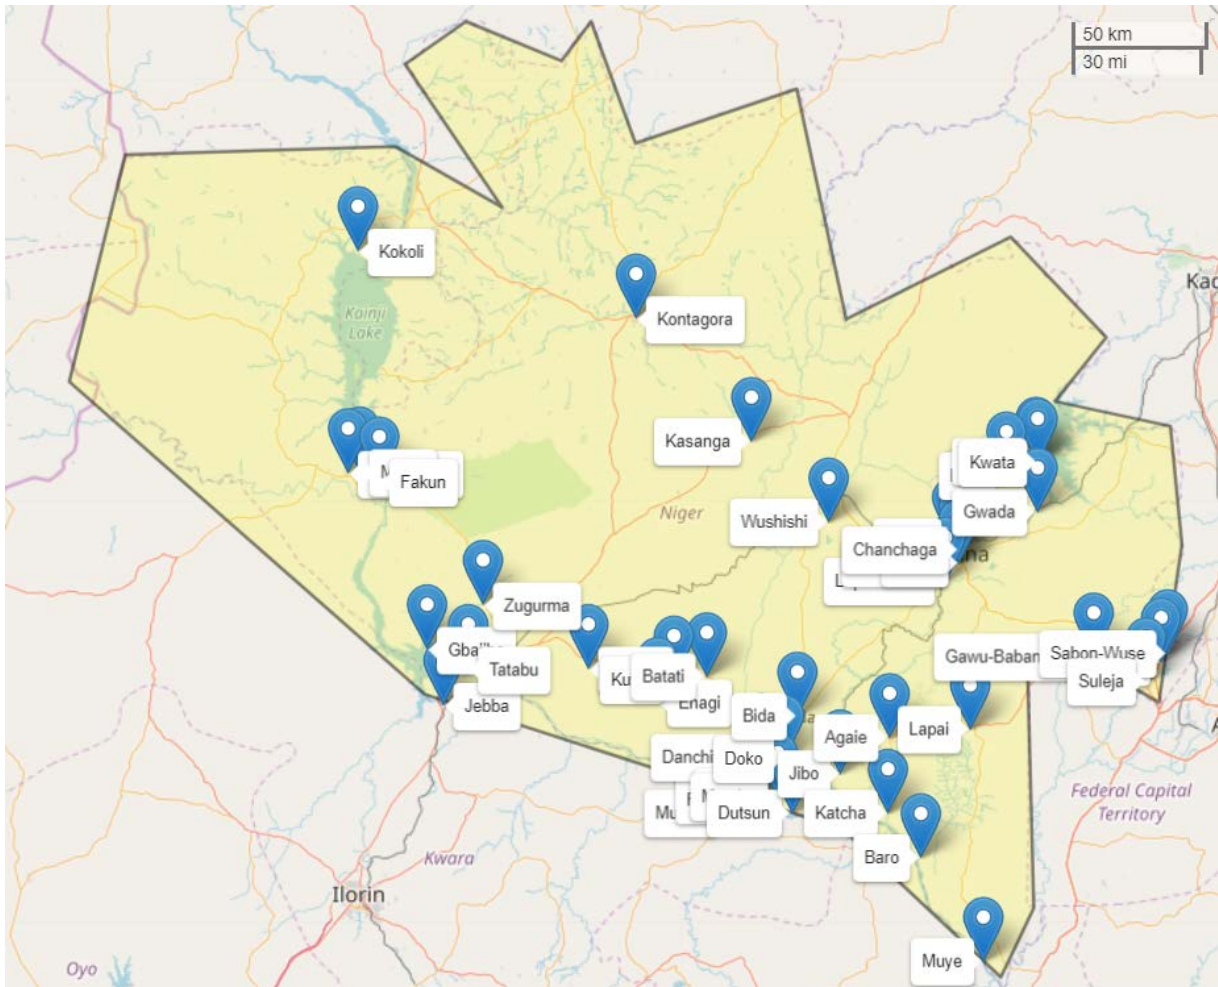 50 km
30 mi
Kokoli
Kainji
Lake
Kontagora
Kasanga
Kwata
Fakun
Gwada
Niger
Wushishi
Chanchaga
Zugurma
Tatabu
Jebba
Batati
Enagi
Bida
Agaie
Lapai
Gawu-Baban
Sabon-Wuse
Suleja
Doko
Jibo
Dutsun
Katcha
Baro
Federal Capital
Territory
Kwara
Ilorin
Muye
Oyo